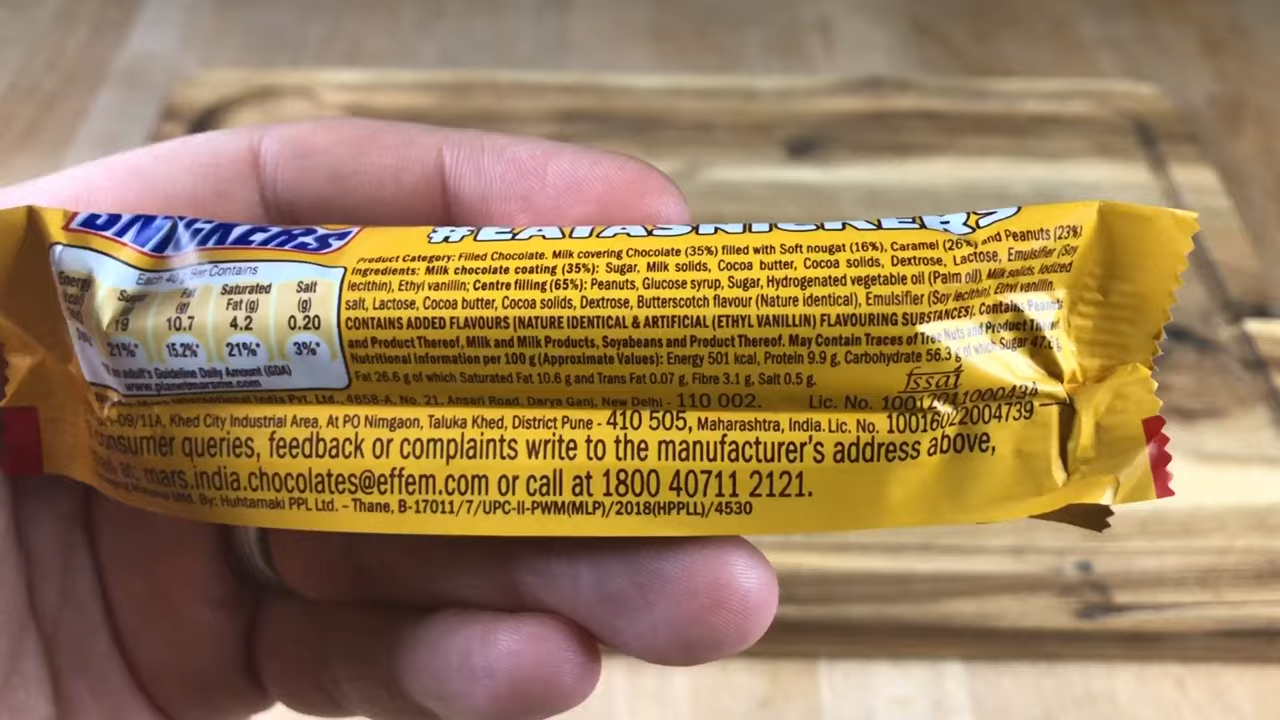 SNICKERS
#EATASNICKERS
Each 40 g Bar Contains
Energy Sugar Fat Saturated Salt
(kcal) (g) Fat (g) (g)
19 10.7 4.2 0.20
21%* 15.2%* 21%* 3%*
an adult's Guideline Daily Amount (GDA)
www.planetmarsme.com
Product Category: Filled Chocolate. Milk covering Chocolate (35%) filled with Soft nougat (16%), Caramel (26%) and Peanuts (23%).
Ingredients: Milk chocolate coating (35%): Sugar, Milk solids, Cocoa butter, Cocoa solids, Dextrose, Lactose, Emulsifier (Soy
lecithin), Ethyl vanillin; Centre filling (65%): Peanuts, Glucose syrup, Sugar, Hydrogenated vegetable oil (Palm oil), Milk solids, Iodized
salt, Lactose, Cocoa butter, Cocoa solids, Dextrose, Butterscotch flavour (Nature identical), Emulsifier (Soy lecithin), Ethyl vanillin.
CONTAINS ADDED FLAVOURS (NATURE IDENTICAL & ARTIFICIAL (ETHYL VANILLIN) FLAVOURING SUBSTANCES). Contains Peanuts
and Product Thereof, Milk and Milk Products, Soyabeans and Product Thereof. May Contain Traces of Tree Nuts and Product Thereof.
Nutritional Information per 100 g (Approximate Values): Energy 501 kcal, Protein 9.9 g, Carbohydrate 56.3 g of which Sugar 47.6 g,
Fat 26.6 g of which Saturated Fat 10.6 g and Trans Fat 0.07 g, Fibre 3.1 g, Salt 0.5 g.
fssai
International India Pvt. Ltd., 4658-A, No. 21, Ansari Road, Darya Ganj, New Delhi - 110 002. Lic. No. 10012011000434
-09/11A, Khed City Industrial Area, At PO Nimgaon, Taluka Khed, District Pune - 410 505, Maharashtra, India. Lic. No. 10016022004739
consumer queries, feedback or complaints write to the manufacturer's address above,
at: mars.india.chocolates@effem.com or call at 1800 40711 2121.
Mfd. By: Huhtamaki PPL Ltd. - Thane, B-17011/7/UPC-II-PWM(MLP)/2018(HPPLL)/4530